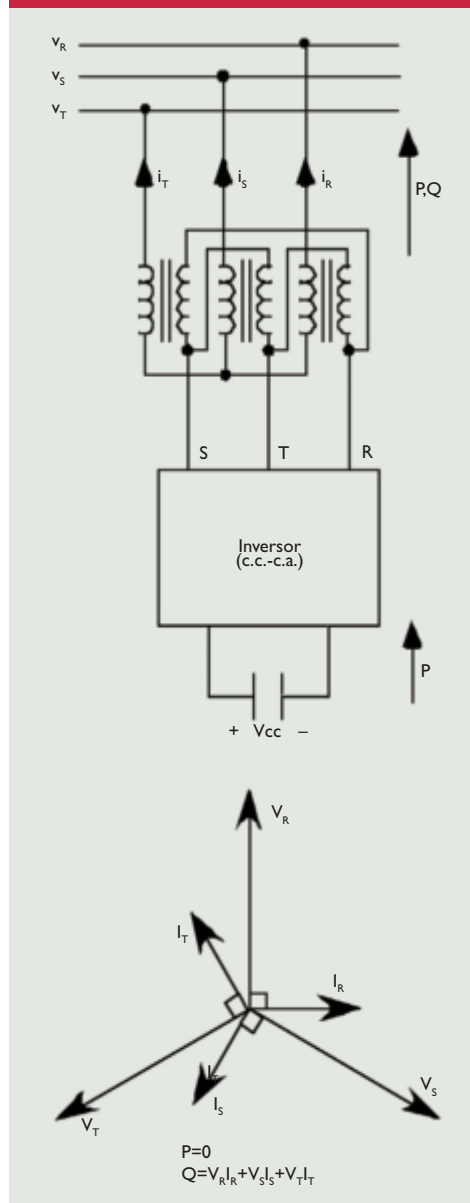 v_R
v_S
v_T
i_T i_S i_R
P,Q
S T R
Inversor
(c.c.-c.a.)
P
+ Vcc –
V_R
I_T
I_R
I_S
V_S
V_T
P=0
Q=V_RI_R+V_SI_S+V_TI_T